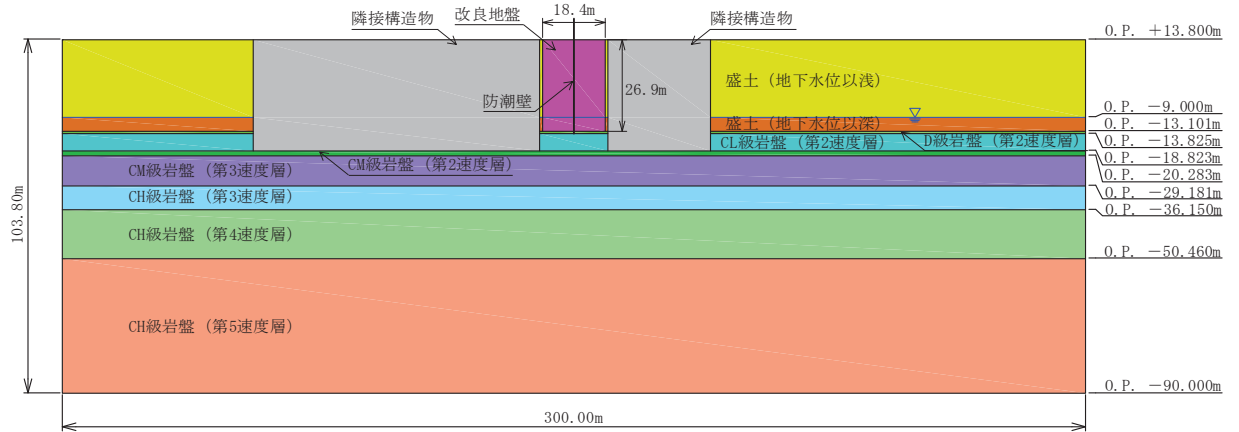 18.4m
隣接構造物
改良地盤
隣接構造物
O.P. +13.800m
26.9m
防潮壁
盛土（地下水位以浅）
O.P. −9.000m
盛土（地下水位以深）
O.P. −13.101m
CL級岩盤（第2速度層）
D級岩盤（第2速度層）
O.P. −13.825m
O.P. −18.823m
CM級岩盤（第2速度層）
CM級岩盤（第3速度層）
O.P. −20.283m
CH級岩盤（第3速度層）
O.P. −29.181m
O.P. −36.150m
103.80m
CH級岩盤（第4速度層）
O.P. −50.460m
CH級岩盤（第5速度層）
O.P. −90.000m
300.00m